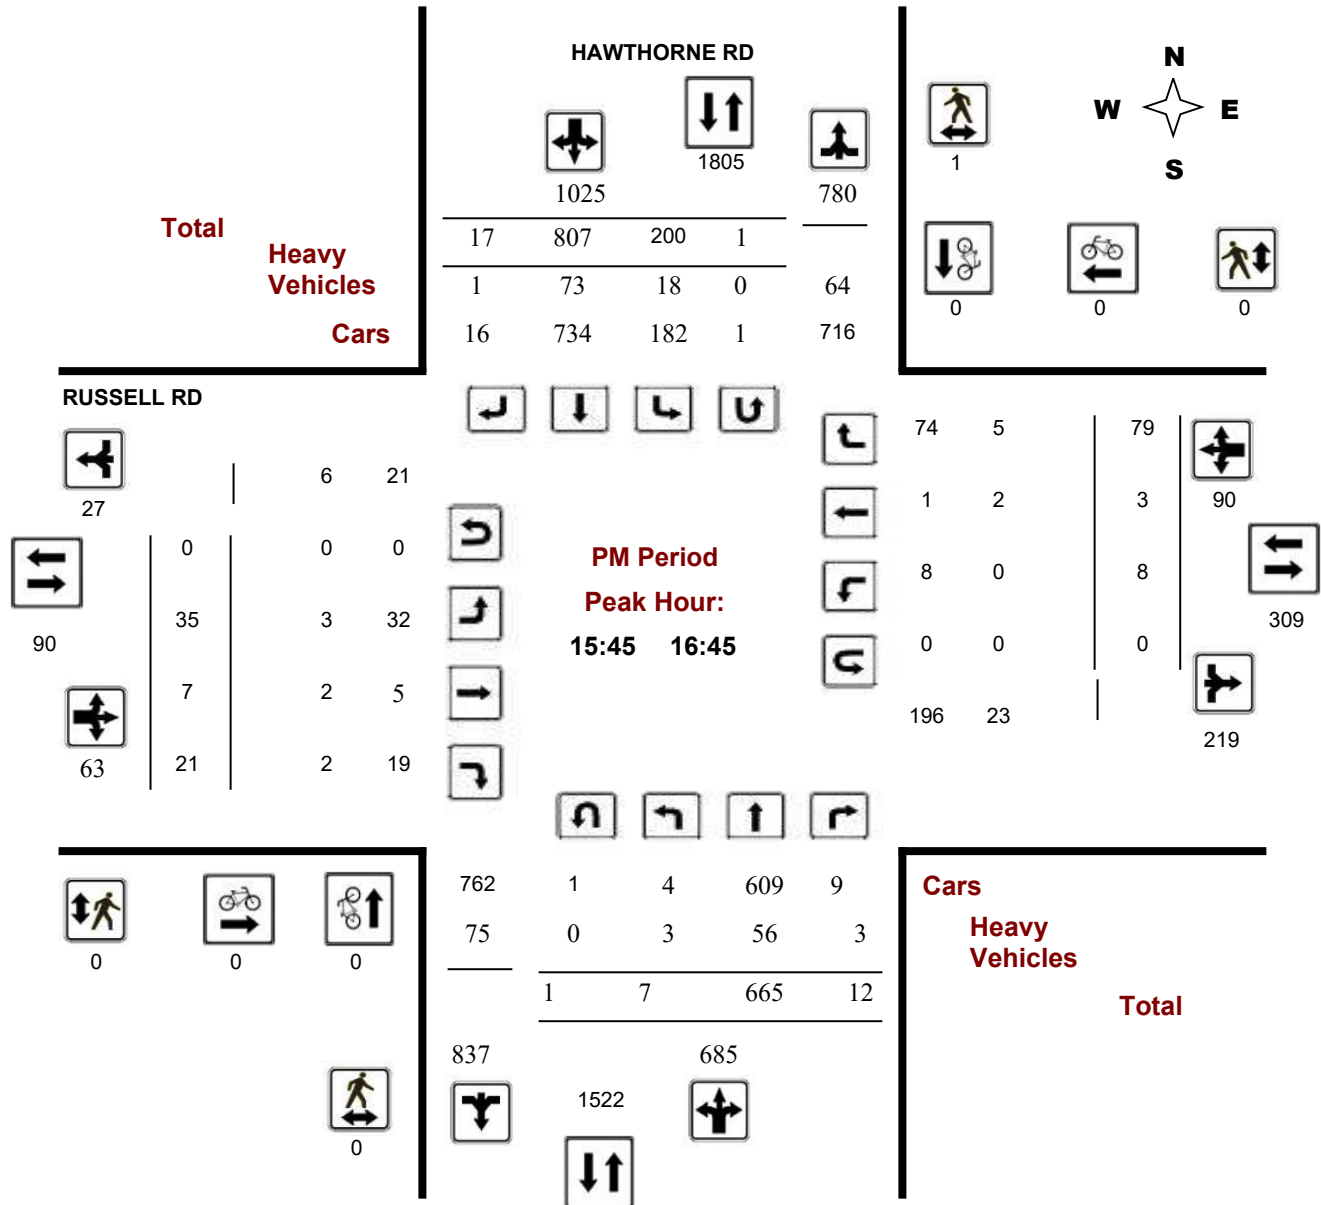 HAWTHORNE RD
N
W E
S
1805
1
1025
780
Total
17 807 200 1
Heavy
Vehicles
1 73 18 0 64
Cars
16 734 182 1 716
0 0 0
RUSSELL RD
74 5 79
6 21
27
1 2 3 90
0 0 0
PM Period
8 0 8
Peak Hour:
35 3 32
309
90
15:45 16:45
0 0 0
7 2 5
196 23
219
63 21 2 19
762 1 4 609 9
Cars
75 0 3 56 3
Heavy
Vehicles
0 0 0
1 7 665 12
Total
837 685
1522
0